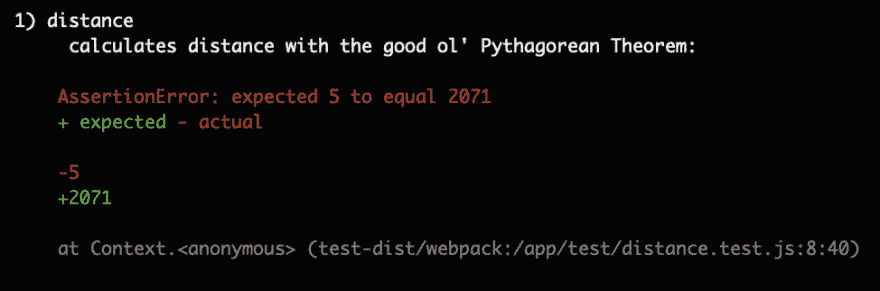 1) distance
calculates distance with the good ol' Pythagorean Theorem:
AssertionError: expected 5 to equal 2071
+ expected - actual
-5
+2071
at Context.<anonymous> (test-dist/webpack:/app/test/distance.test.js:8:40)